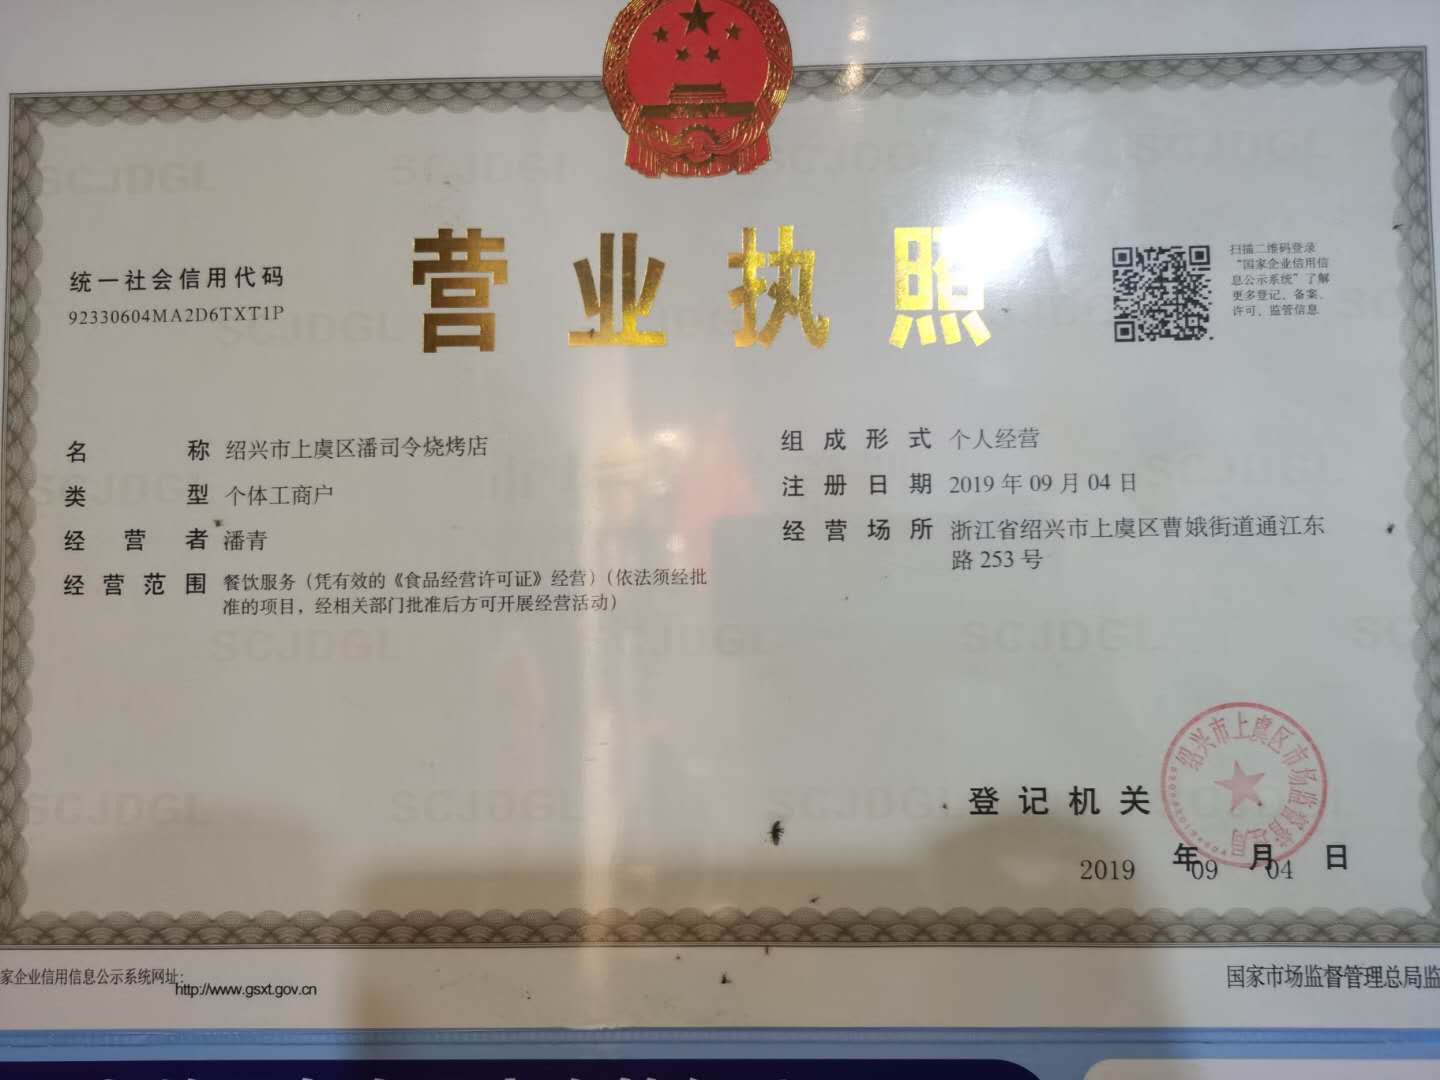 营业执照
统一社会信用代码
92330604MA2D6TXT1P
扫描二维码登录
“国家企业信用信
息公示系统”了解
更多登记、备案、
许可、监管信息
名称 绍兴市上虞区潘司令烧烤店
类型 个体工商户
经营者 潘青
经营范围 餐饮服务（凭有效的《食品经营许可证》经营）（依法须经批
准的项目，经相关部门批准后方可开展经营活动）
组成形式 个人经营
注册日期 2019年09月04日
经营场所 浙江省绍兴市上虞区曹娥街道通江东
路253号
登记机关
绍兴市上虞区市场监督管理局
2019年09月04日
家企业信用信息公示系统网址：
http://www.gsxt.gov.cn
国家市场监督管理总局监
SCJDGL